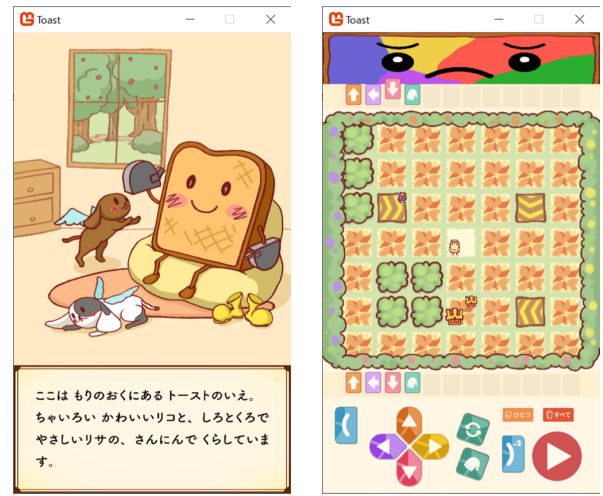 Toast
ここは もりのおくにある トーストのいえ。
ちゃいろい かわいいリコと、しろとくろで
やさしいリサの、さんにんで くらしていま
す。
Toast
ひとつ
すべて
×2